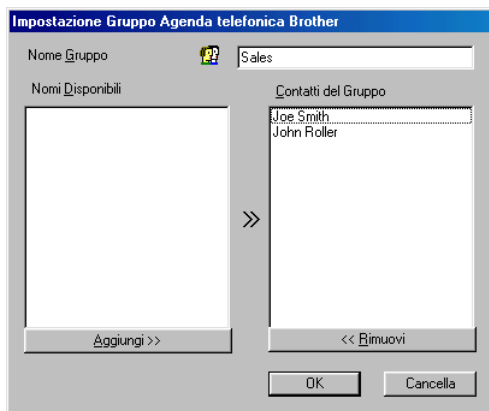 Impostazione Gruppo Agenda telefonica Brother
Nome Gruppo
Sales
Nomi Disponibili
Contatti del Gruppo
Joe Smith
John Roller
>>
Aggiungi >>
<< Rimuovi
OK
Cancella